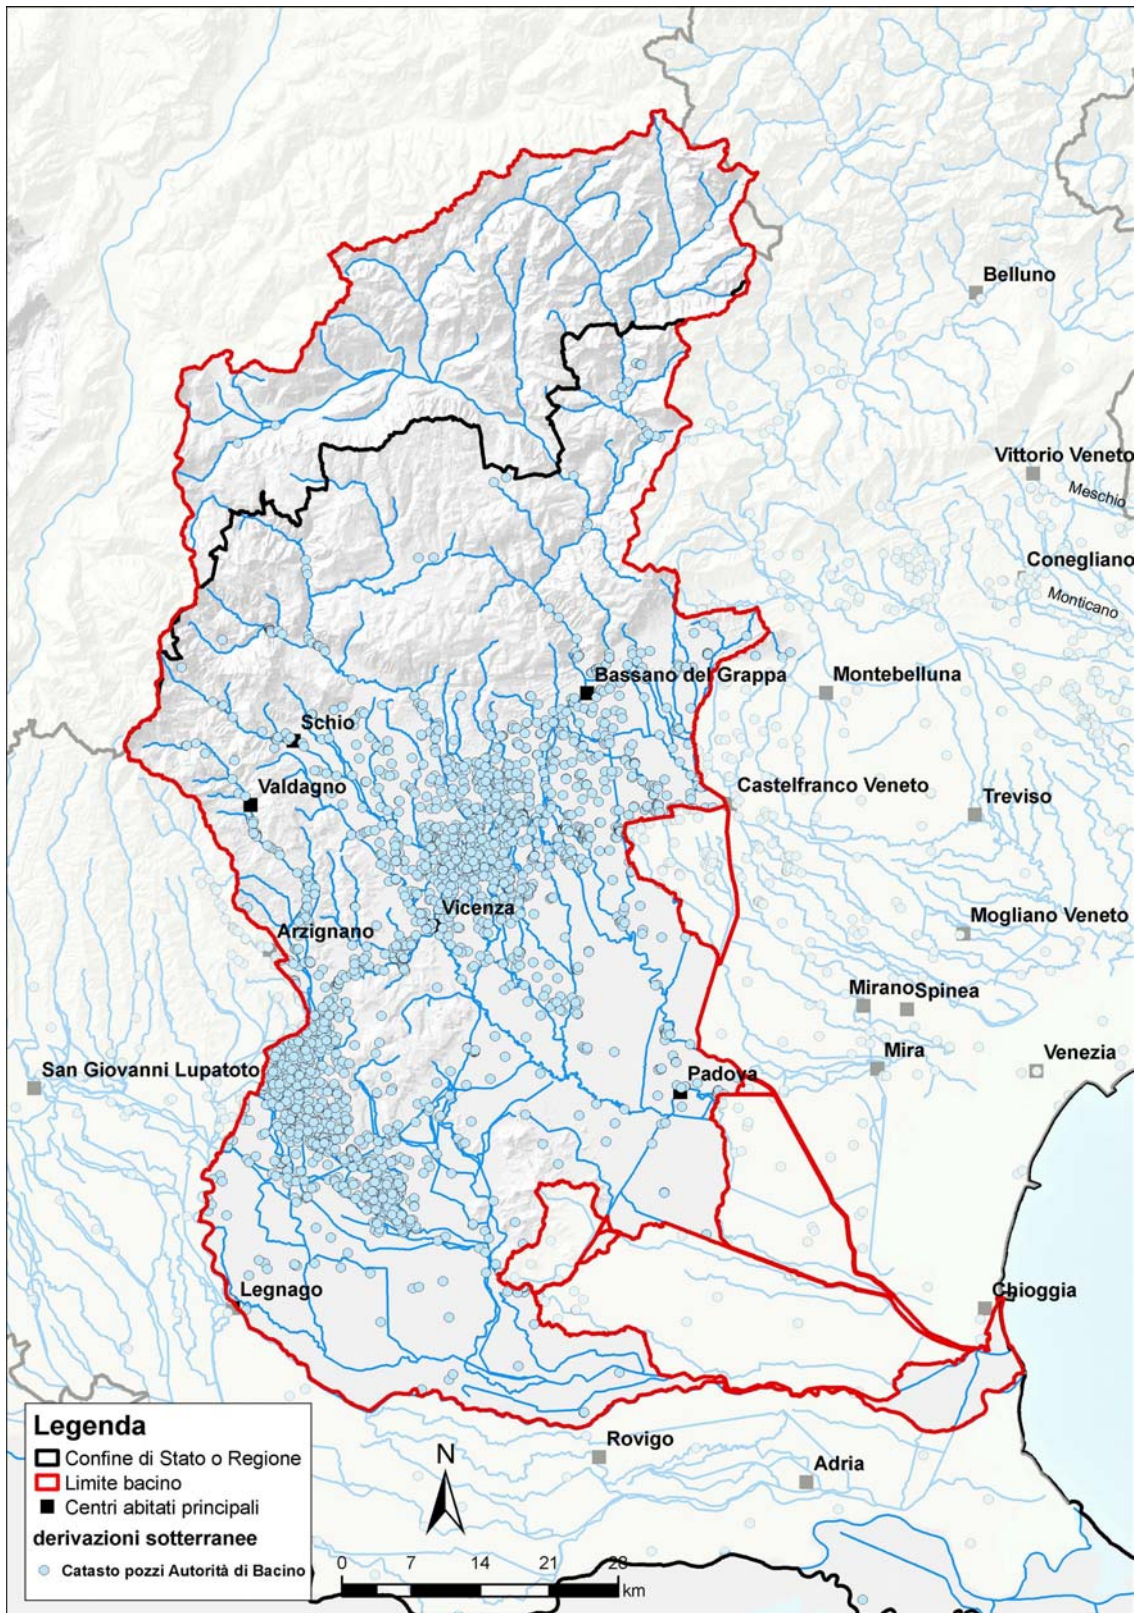 Belluno
Vittorio Veneto
Meschio
Conegliano
Monticano
Bassano del Grappa
Montebelluna
Schio
Valdagno
Castelfranco Veneto
Treviso
Vicenza
Mogliano Veneto
Arzignano
Mirano
Spinea
Mira
Venezia
San Giovanni Lupatoto
Padova
Legnago
Chioggia
Rovigo
Adria
Legenda
Confine di Stato o Regione
Limite bacino
Centri abitati principali
derivazioni sotterranee
Catasto pozzi Autorità di Bacino
N
0 7 14 21 28
km